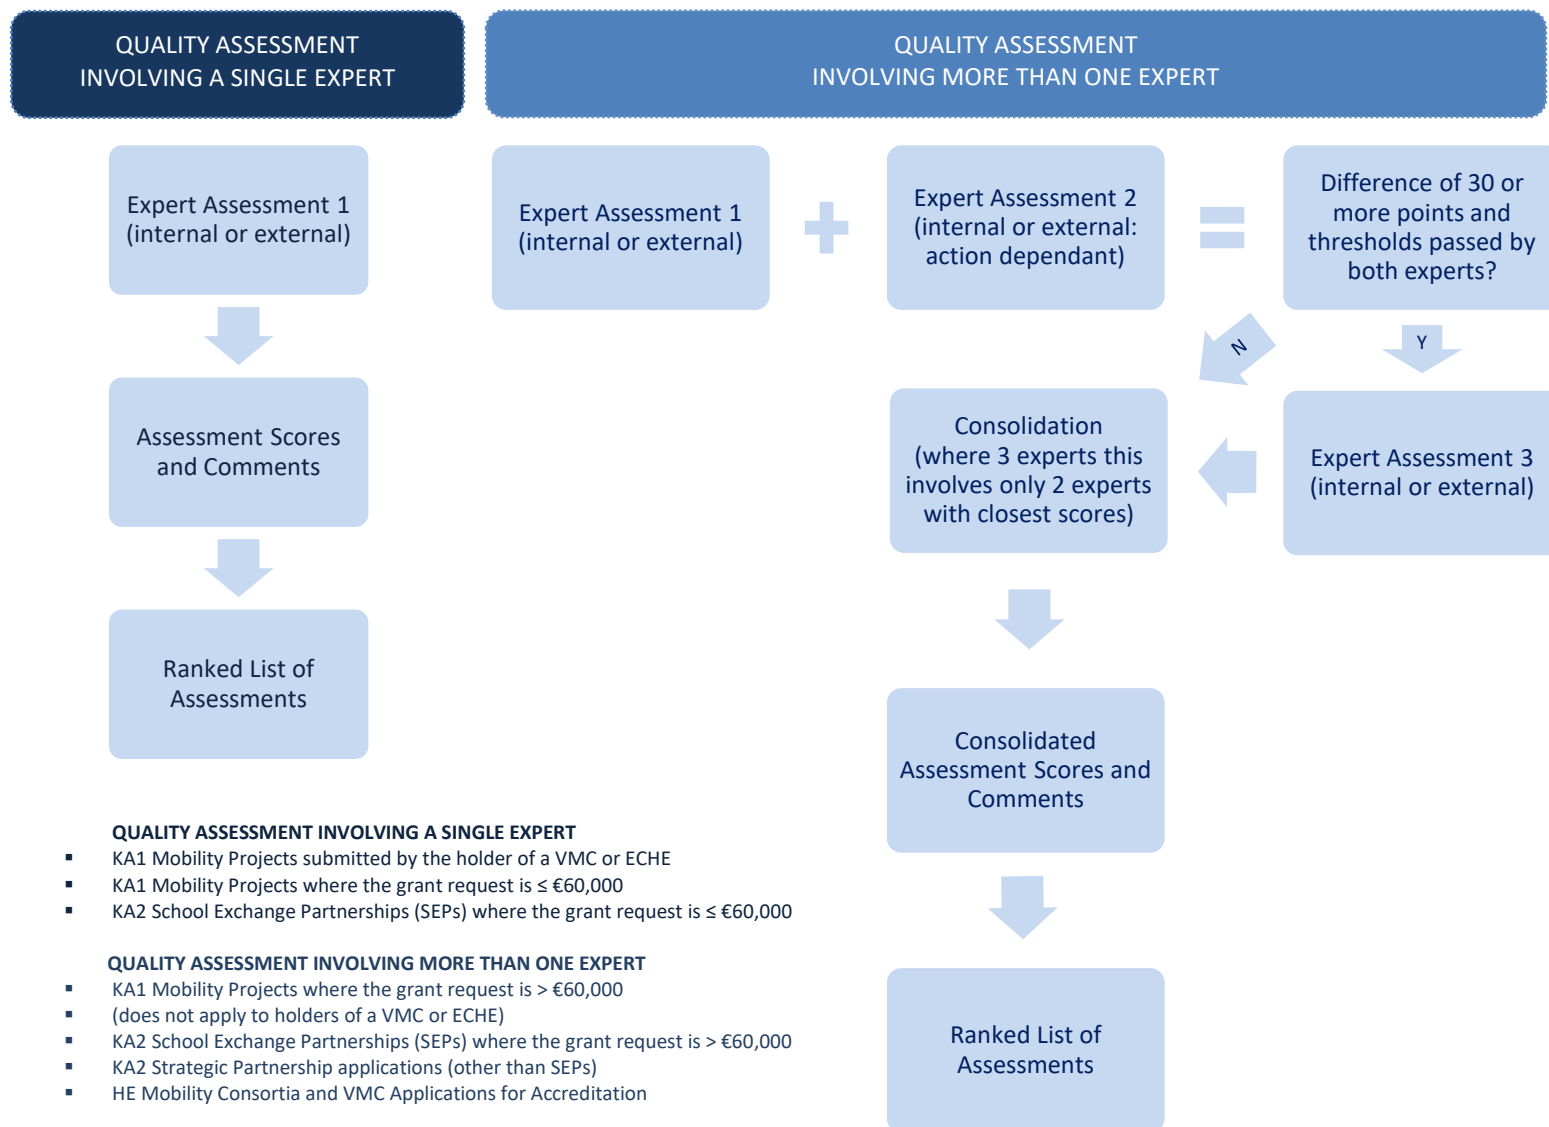 QUALITY ASSESSMENT
INVOLVING A SINGLE EXPERT
QUALITY ASSESSMENT
INVOLVING MORE THAN ONE EXPERT
Expert Assessment 1
(internal or external)
Assessment Scores
and Comments
Ranked List of
Assessments
Expert Assessment 1
(internal or external)
Expert Assessment 2
(internal or external:
action dependant)
Difference of 30 or
more points and
thresholds passed by
both experts?
N
Y
Consolidation
(where 3 experts this
involves only 2 experts
with closest scores)
Expert Assessment 3
(internal or external)
Consolidated
Assessment Scores and
Comments
Ranked List of
Assessments
QUALITY ASSESSMENT INVOLVING A SINGLE EXPERT
▪ KA1 Mobility Projects submitted by the holder of a VMC or ECHE
▪ KA1 Mobility Projects where the grant request is ≤ €60,000
▪ KA2 School Exchange Partnerships (SEPs) where the grant request is ≤ €60,000
QUALITY ASSESSMENT INVOLVING MORE THAN ONE EXPERT
▪ KA1 Mobility Projects where the grant request is > €60,000
▪ (does not apply to holders of a VMC or ECHE)
▪ KA2 School Exchange Partnerships (SEPs) where the grant request is > €60,000
▪ KA2 Strategic Partnership applications (other than SEPs)
▪ HE Mobility Consortia and VMC Applications for Accreditation